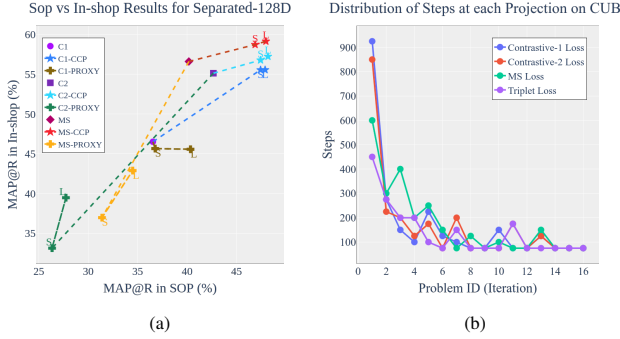 Sop vs In-shop Results for Separated-128D
MAP@R in In-shop (%)
60
55
50
45
40
35
25
30
35
40
45
MAP@R in SOP (%)
C1
C1-CCP
C1-PROXY
C2
C2-CCP
C2-PROXY
MS
MS-CCP
MS-PROXY
S
L
S
L
S
L
S
L
S
L
S
L
(a)
Distribution of Steps at each Projection on CUB
Steps
900
800
700
600
500
400
300
200
100
0
2
4
6
8
10
12
14
16
Problem ID (Iteration)
Contrastive-1 Loss
Contrastive-2 Loss
MS Loss
Triplet Loss
(b)